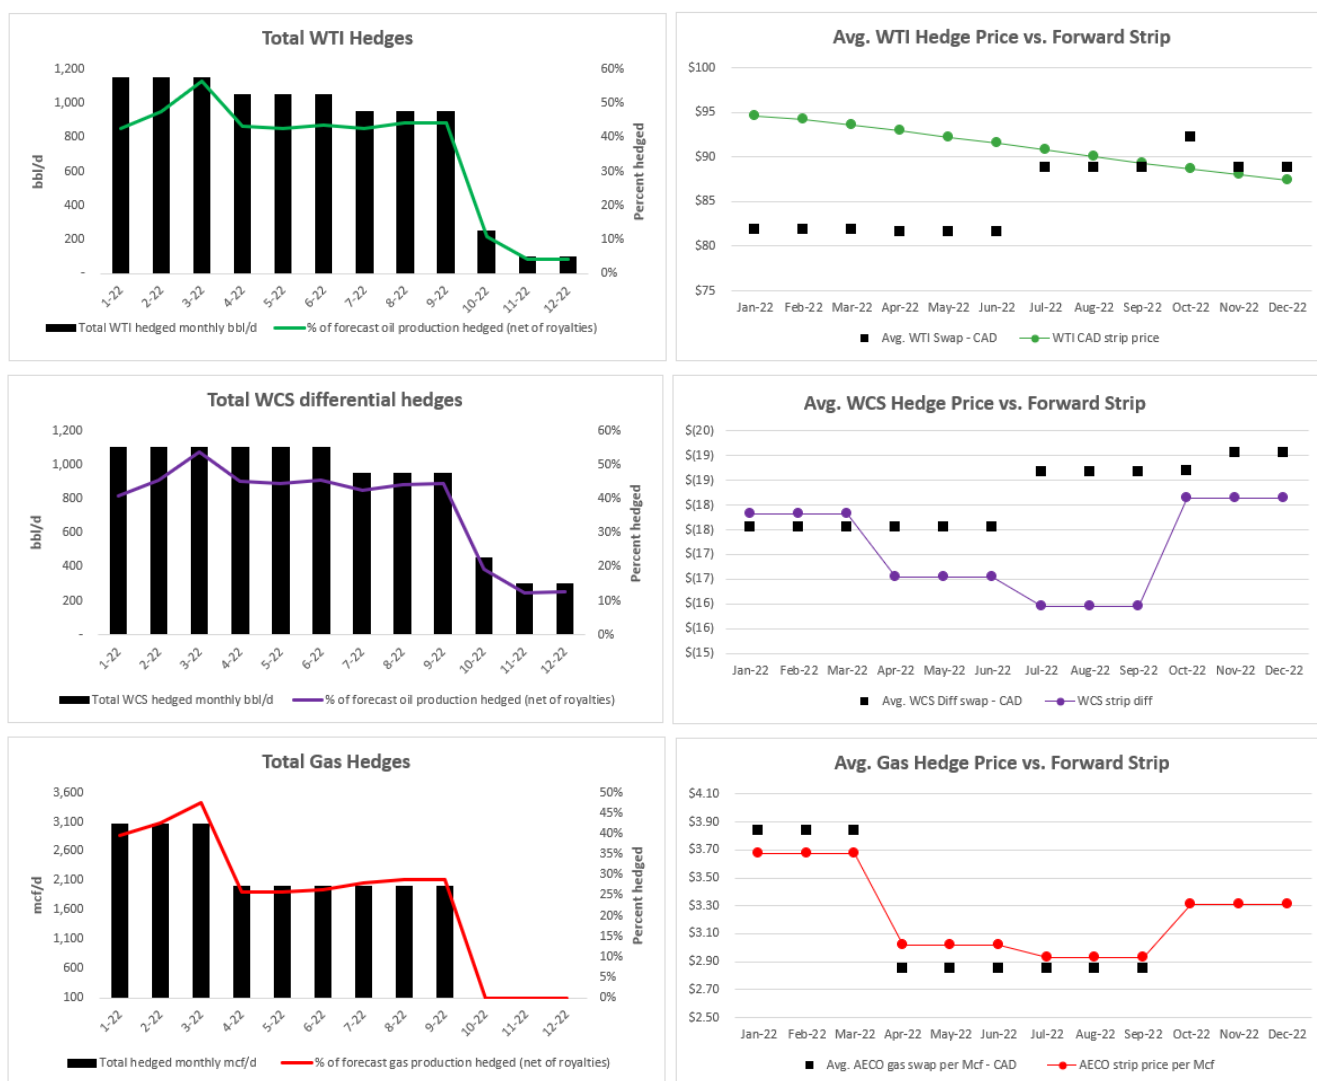 Total WTI Hedges
1,200
1,000
800
600
400
200
-
bbl/d
60%
50%
40%
30%
20%
10%
0%
Percent hedged
1-22
2-22
3-22
4-22
5-22
6-22
7-22
8-22
9-22
10-22
11-22
12-22
Total WTI hedged monthly bbl/d
% of forecast oil production hedged (net of royalties)
Avg. WTI Hedge Price vs. Forward Strip
$100
$95
$90
$85
$80
$75
Jan-22
Feb-22
Mar-22
Apr-22
May-22
Jun-22
Jul-22
Aug-22
Sep-22
Oct-22
Nov-22
Dec-22
Avg. WTI Swap - CAD
WTI CAD strip price
Total WCS differential hedges
1,200
1,000
800
600
400
200
-
bbl/d
60%
50%
40%
30%
20%
10%
0%
Percent hedged
1-22
2-22
3-22
4-22
5-22
6-22
7-22
8-22
9-22
10-22
11-22
12-22
Total WCS hedged monthly bbl/d
% of forecast oil production hedged (net of royalties)
Avg. WCS Hedge Price vs. Forward Strip
$(20)
$(19)
$(19)
$(18)
$(18)
$(17)
$(17)
$(16)
$(16)
$(15)
Jan-22
Feb-22
Mar-22
Apr-22
May-22
Jun-22
Jul-22
Aug-22
Sep-22
Oct-22
Nov-22
Dec-22
Avg. WCS Diff swap - CAD
WCS strip diff
Total Gas Hedges
3,600
3,100
2,600
2,100
1,600
1,100
600
100
mcf/d
50%
45%
40%
35%
30%
25%
20%
15%
10%
5%
0%
Percent hedged
1-22
2-22
3-22
4-22
5-22
6-22
7-22
8-22
9-22
10-22
11-22
12-22
Total hedged monthly mcf/d
% of forecast gas production hedged (net of royalties)
Avg. Gas Hedge Price vs. Forward Strip
$4.10
$3.90
$3.70
$3.50
$3.30
$3.10
$2.90
$2.70
$2.50
Jan-22
Feb-22
Mar-22
Apr-22
May-22
Jun-22
Jul-22
Aug-22
Sep-22
Oct-22
Nov-22
Dec-22
Avg. AECO gas swap per Mcf - CAD
AECO strip price per Mcf